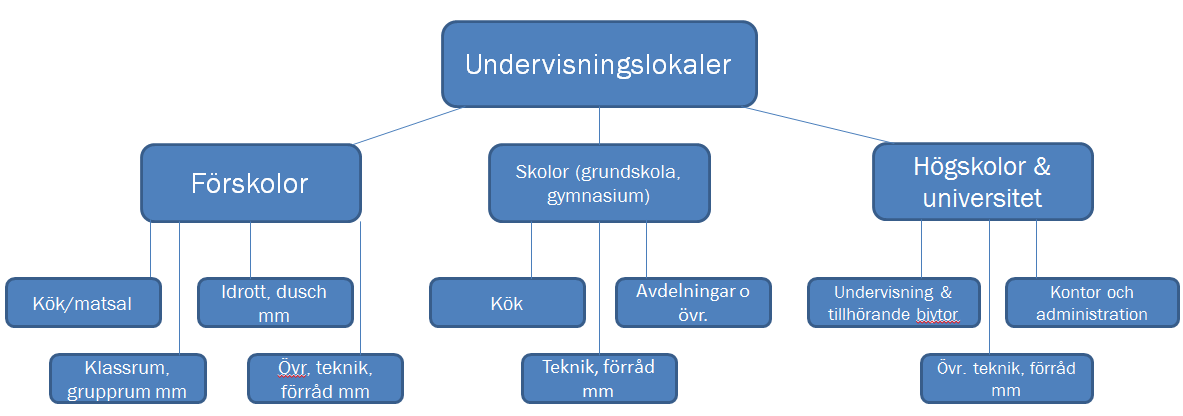 Undervisningslokaler
Förskolor
Skolor (grundskola,
gymnasium)
Högskolor &
universitet
Kök/matsal
Idrott, dusch
mm
Kök
Avdelningar o
övr.
Undervisning &
tillhörande biytor
Kontor och
administration
Klassrum,
grupprum mm
Övr, teknik,
förråd mm
Teknik, förråd
mm
Övr. teknik, förråd
mm